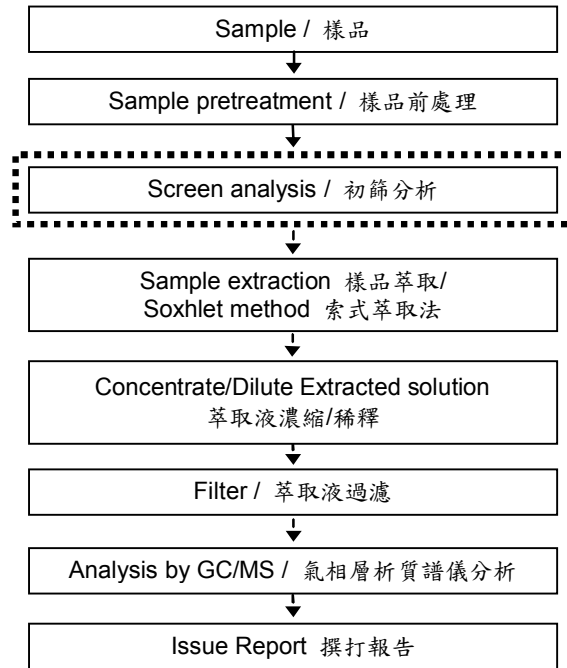 Sample / 樣品
Sample pretreatment / 樣品前處理
Screen analysis / 初篩分析
Sample extraction 樣品萃取/
Soxhlet method 索式萃取法
Concentrate/Dilute Extracted solution
萃取液濃縮/稀釋
Filter / 萃取液過濾
Analysis by GC/MS / 氣相層析質譜儀分析
Issue Report 撰打報告